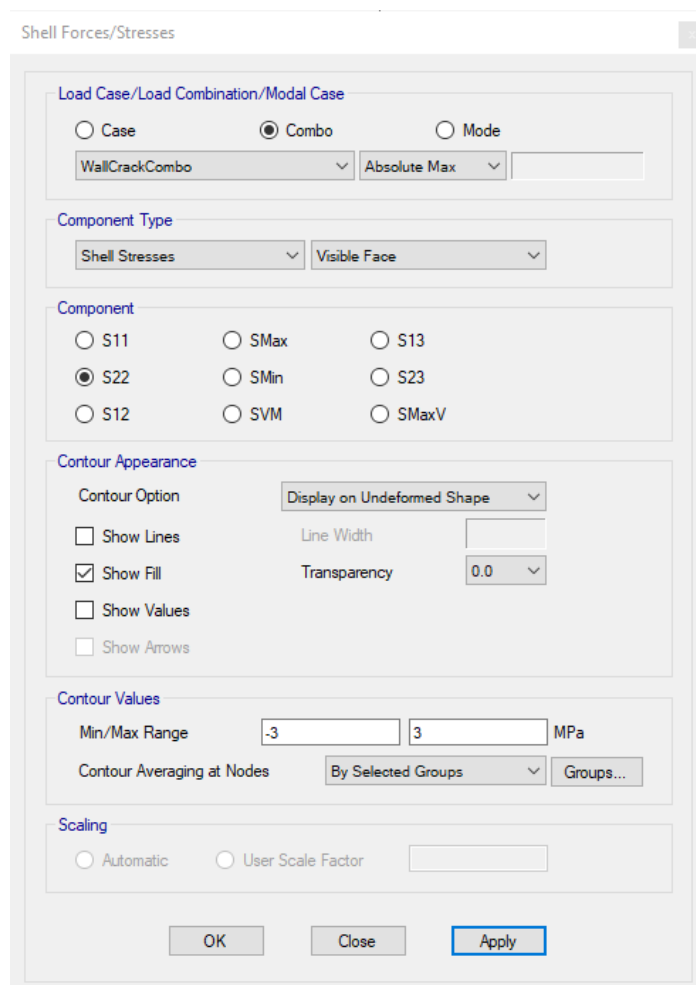 Shell Forces/Stresses
Load Case/Load Combination/Modal Case
Case Combo Mode
WallCrackCombo Absolute Max
Component Type
Shell Stresses Visible Face
Component
S11 SMax S13
S22 SMin S23
S12 SVM SMaxV
Contour Appearance
Contour Option Display on Undeformed Shape
Show Lines Line Width
Show Fill Transparency 0.0
Show Values
Show Arrows
Contour Values
Min/Max Range -3 3 MPa
Contour Averaging at Nodes By Selected Groups Groups...
Scaling
Automatic User Scale Factor
OK Close Apply